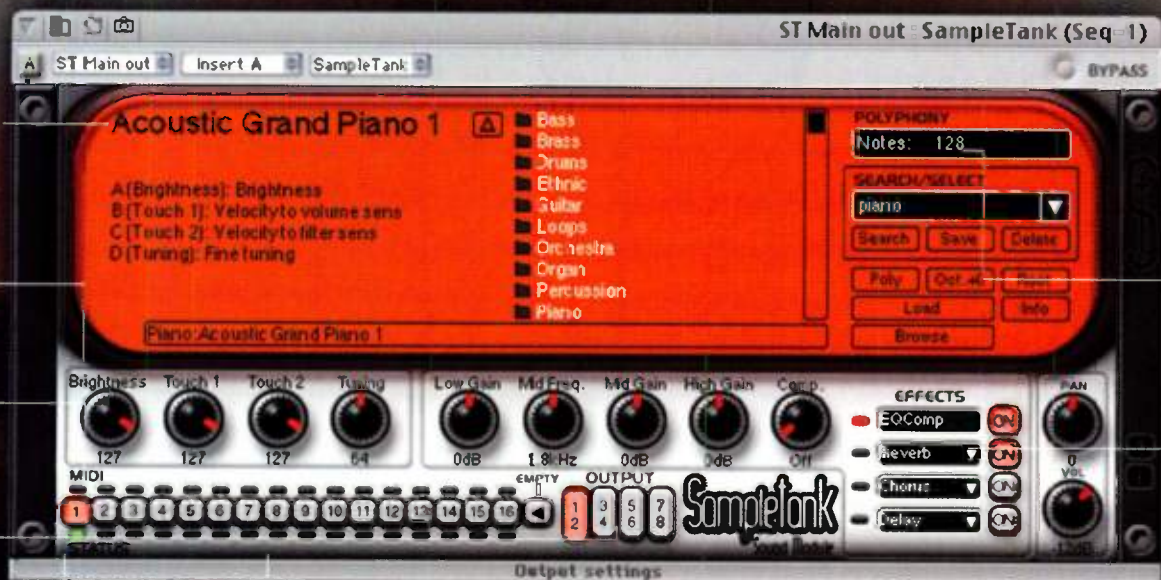 ST Main out : SampleTank (Seq-1)
A ST Main out Insert A SampleTank BYPASS
Acoustic Grand Piano 1
A (Brightness): Brightness
B (Touch 1): Velocity to volume sens
C (Touch 2): Velocity to filter sens
D (Tuning): Fine tuning
Piano:Acoustic Grand Piano 1
Bass
Brass
Drums
Ethnic
Guitar
Loops
Orchestra
Organ
Percussion
Piano
POLYPHONY
Notes: 128
SEARCH/SELECT
piano
Search Save Delete
Poly
Load Info
Browse
Brightness Touch 1 Touch 2 Tuning
127 127 127 64
Low Gain Mid Freq. Mid Gain High Gain Comp.
0dB 1.8kHz 0dB 0dB Off
EFFECTS
EQComp ON
Reverb ON
Chorus ON
Delay ON
PAN
0
VOL
-12dB
MIDI
1 2 3 4 5 6 7 8 9 10 11 12 13 14 15 16
EMPTY
STATUS
OUTPUT
1 2
3 4
5 6
7 8
SampleTank
Sound Module
Output settings